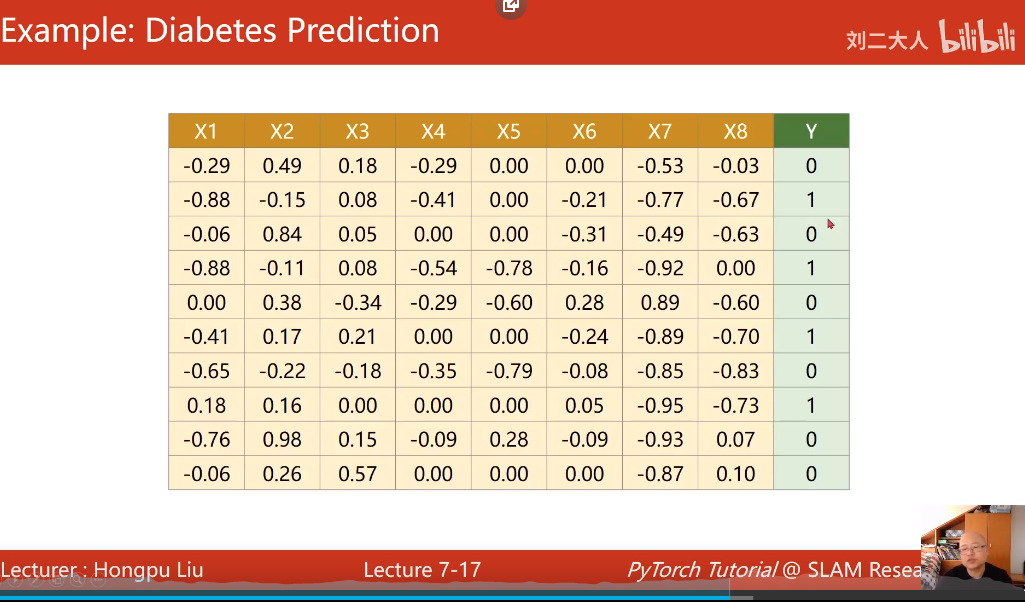 Example: Diabetes Prediction
刘二大人 bilibili
X1 X2 X3 X4 X5 X6 X7 X8 Y
-0.29 0.49 0.18 -0.29 0.00 0.00 -0.53 -0.03 0
-0.88 -0.15 0.08 -0.41 0.00 -0.21 -0.77 -0.67 1
-0.06 0.84 0.05 0.00 0.00 -0.31 -0.49 -0.63 0
-0.88 -0.11 0.08 -0.54 -0.78 -0.16 -0.92 0.00 1
0.00 0.38 -0.34 -0.29 -0.60 0.28 0.89 -0.60 0
-0.41 0.17 0.21 0.00 0.00 -0.24 -0.89 -0.70 1
-0.65 -0.22 -0.18 -0.35 -0.79 -0.08 -0.85 -0.83 0
0.18 0.16 0.00 0.00 0.00 0.05 -0.95 -0.73 1
-0.76 0.98 0.15 -0.09 0.28 -0.09 -0.93 0.07 0
-0.06 0.26 0.57 0.00 0.00 0.00 -0.87 0.10 0
Lecturer : Hongpu Liu Lecture 7-17 PyTorch Tutorial @ SLAM Resea